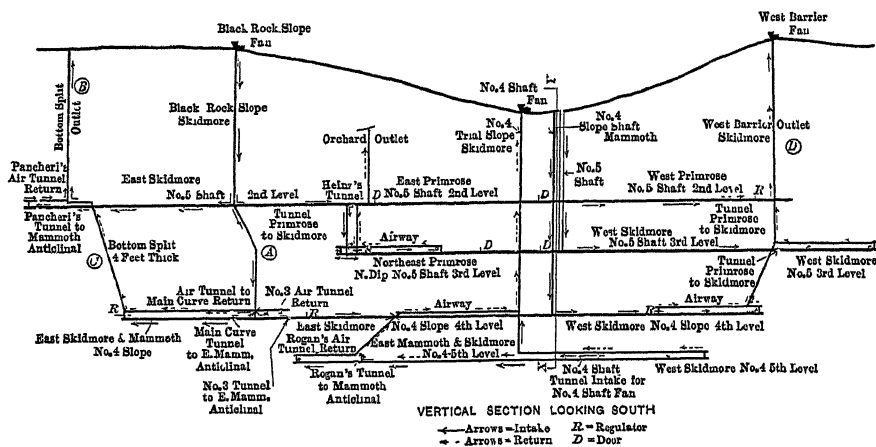 Black Rock Slope
Fan
West Barrier
Fan
B
Bottom Split
Outlet
Black Rock Slope
Skidmore
No.4 Shaft
Fan
No.4
Trial Slope
Skidmore
No.4
Slope Shaft
Mammoth
West Barrier Outlet
Skidmore
D
Orchard Outlet
No.5
Shaft
Pancheri's
Air Tunnel
Return
East Skidmore
No.5 Shaft
2nd Level
Heinr's
Tunnel
D
East Primrose
No.5 Shaft 2nd Level
D
West Primrose
No.5 Shaft 2nd Level
R
Pancheri's
Tunnel to
Mammoth
Anticlinal
Tunnel
Primrose
to Skidmore
Tunnel
Primrose to
Skidmore
C
Bottom Split
4 Feet Thick
A
Airway
D
D
Northeast Primrose
N.Dip No.5 Shaft 3rd Level
West Skidmore
No.5 Shaft 3rd Level
Tunnel
Primrose
to Skidmore
West Skidmore
No.5 3rd Level
Air Tunnel to
Main Curve Return
No.3 Air Tunnel
Return
Airway
Airway
R
R
R
East Skidmore & Mammoth
No.4 Slope
Main Curve
Tunnel
to E.Mamm.
Anticlinal
East Skidmore
No.4 Slope 4th Level
West Skidmore
No.4 Slope 4th Level
Rogan's Air
Tunnel Return
East Mammoth & Skidmore
No.4-5th Level
No.3 Tunnel
to E.Mamm.
Anticlinal
Rogan's Tunnel
to Mammoth
Anticlinal
X
No.4 Shaft
Tunnel Intake for
No.4 Shaft Fan
West Skidmore No.4 5th Level
VERTICAL SECTION LOOKING SOUTH
Arrows=Intake R=Regulator
Arrows=Return D=Door